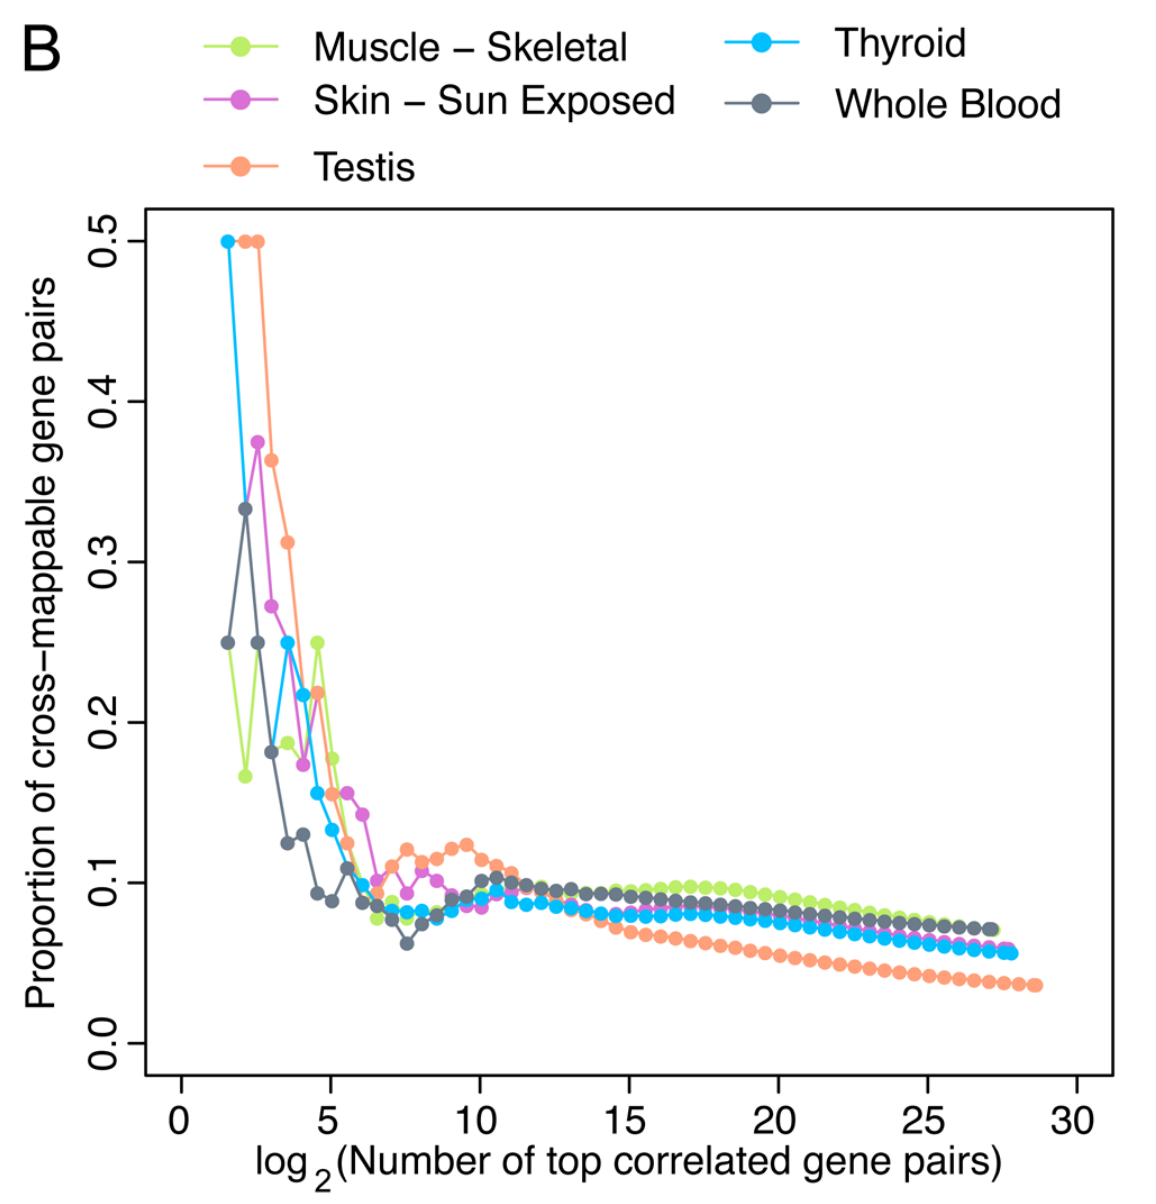 B
Muscle – Skeletal
Skin – Sun Exposed
Testis
Thyroid
Whole Blood
Proportion of cross–mappable gene pairs
0.5
0.4
0.3
0.2
0.1
0.0
0 5 10 15 20 25 30
log2(Number of top correlated gene pairs)